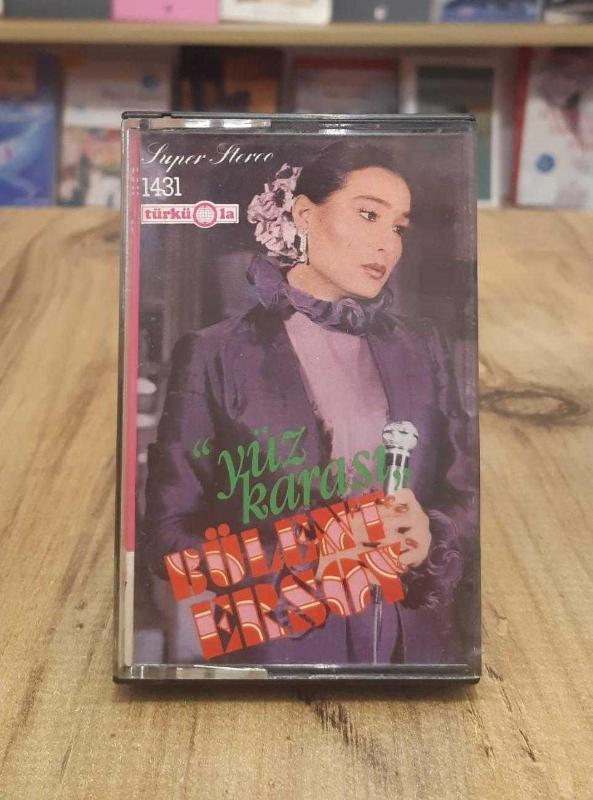 Super Stereo
1431
türkü la
"yüz
karası"
BÜLENT
ERSOY